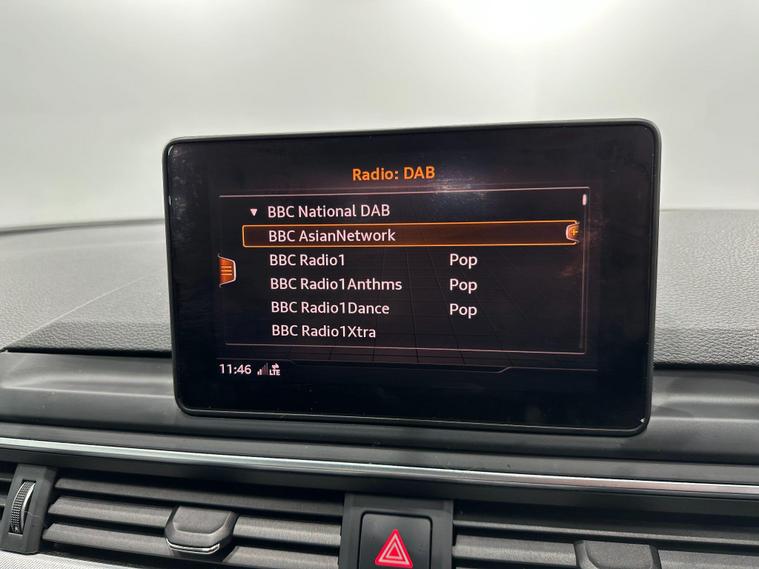 Radio: DAB
BBC National DAB
BBC AsianNetwork
BBC Radio1 Pop
BBC Radio1Anthms Pop
BBC Radio1Dance Pop
BBC Radio1Xtra
11:46 LTE